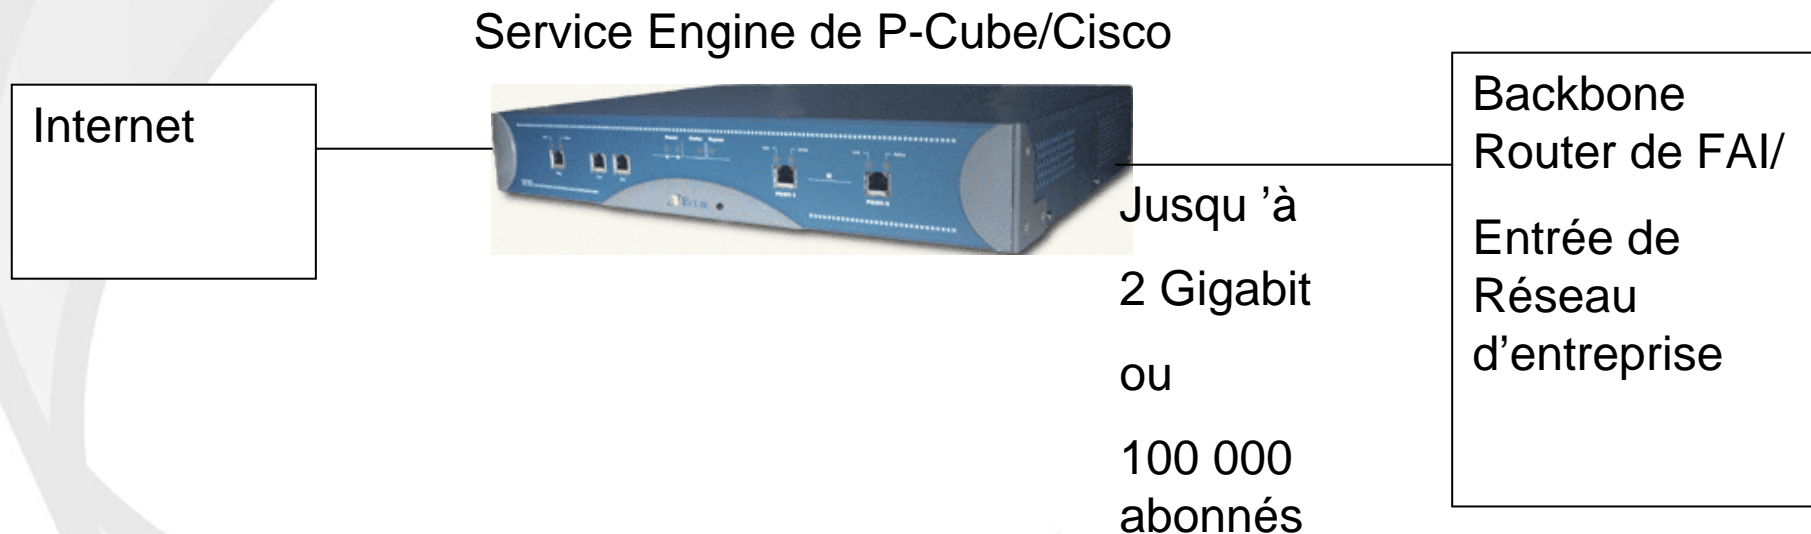 Service Engine de P-Cube/Cisco
Internet
Jusqu ’à
2 Gigabit
ou
100 000
abonnés
Backbone
Router de FAI/
Entrée de
Réseau
d’entreprise